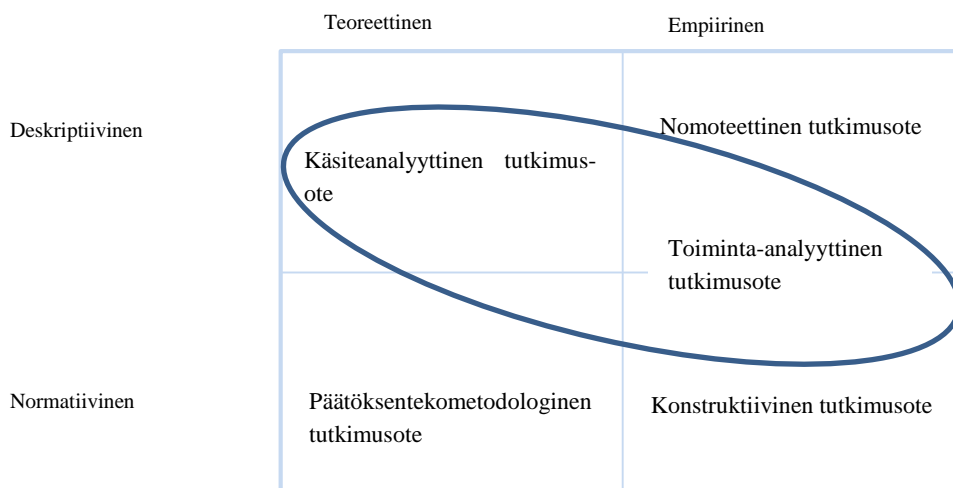 Teoreettinen
Empiirinen
Deskriptiivinen
Nomoteettinen tutkimusote
Käsiteanalyyttinen tutkimus-
ote
Toiminta-analyyttinen
tutkimusote
Normatiivinen
Päätöksentekometodologinen
tutkimusote
Konstruktiivinen tutkimusote